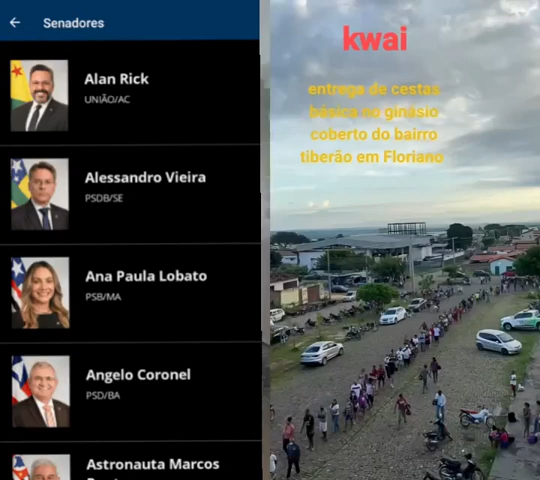 Senadores
Alan Rick
UNIÃO/AC
Alessandro Vieira
PSDB/SE
Ana Paula Lobato
PSB/MA
Angelo Coronel
PSD/BA
Astronauta Marcos
kwai
entrega de cestas
básica no ginásio
coberto do bairro
tiberão em Floriano